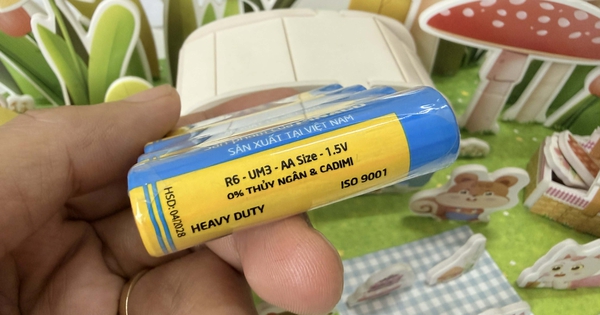 SẢN XUẤT TẠI VIỆT NAM
R6 - UM3 - AA Size - 1.5V
0% THỦY NGÂN & CADIMI
ISO 9001
HEAVY DUTY
HSD: 04/2028